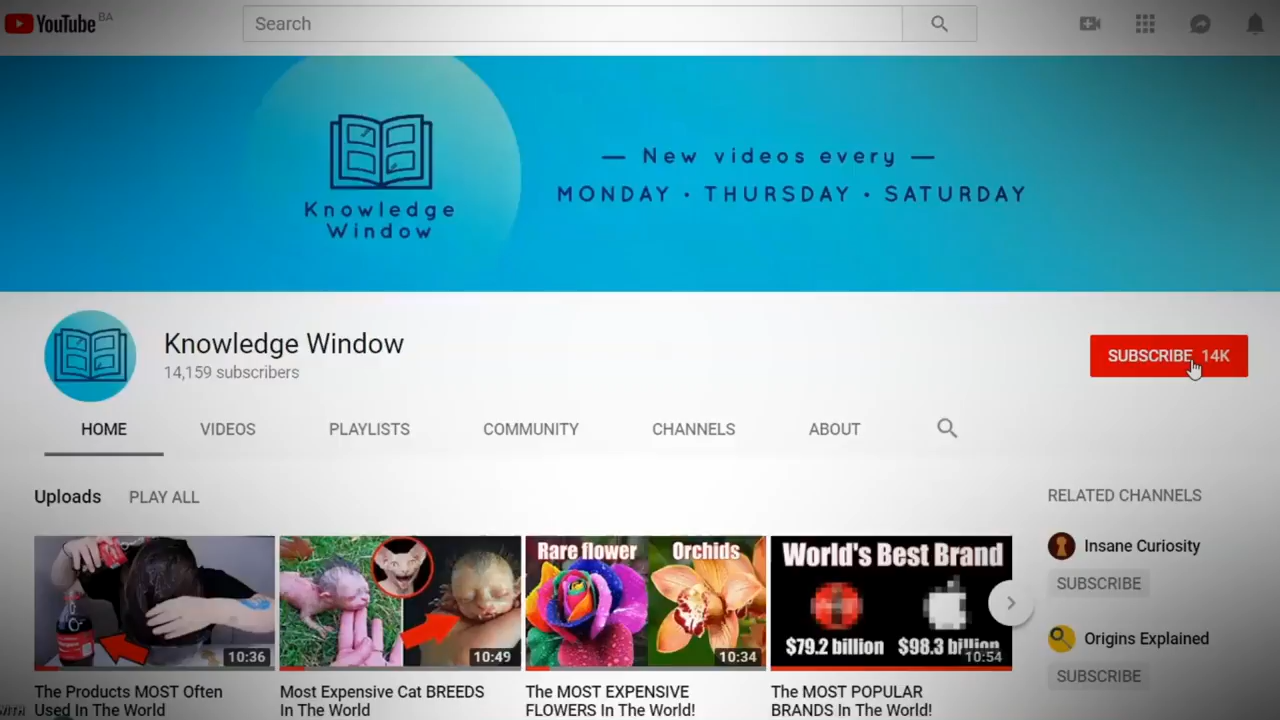 YouTube BA
Search
Knowledge
Window
— New videos every —
MONDAY · THURSDAY · SATURDAY
Knowledge Window
14,159 subscribers
SUBSCRIBE 14K
HOME
VIDEOS
PLAYLISTS
COMMUNITY
CHANNELS
ABOUT
Uploads
PLAY ALL
RELATED CHANNELS
Insane Curiosity
SUBSCRIBE
Origins Explained
SUBSCRIBE
10:36
The Products MOST Often
Used In The World
10:49
Most Expensive Cat BREEDS
In The World
Rare flower
Orchids
10:34
The MOST EXPENSIVE
FLOWERS In The World!
World's Best Brand
$79.2 billion
$98.3 billion
10:54
The MOST POPULAR
BRANDS In The World!